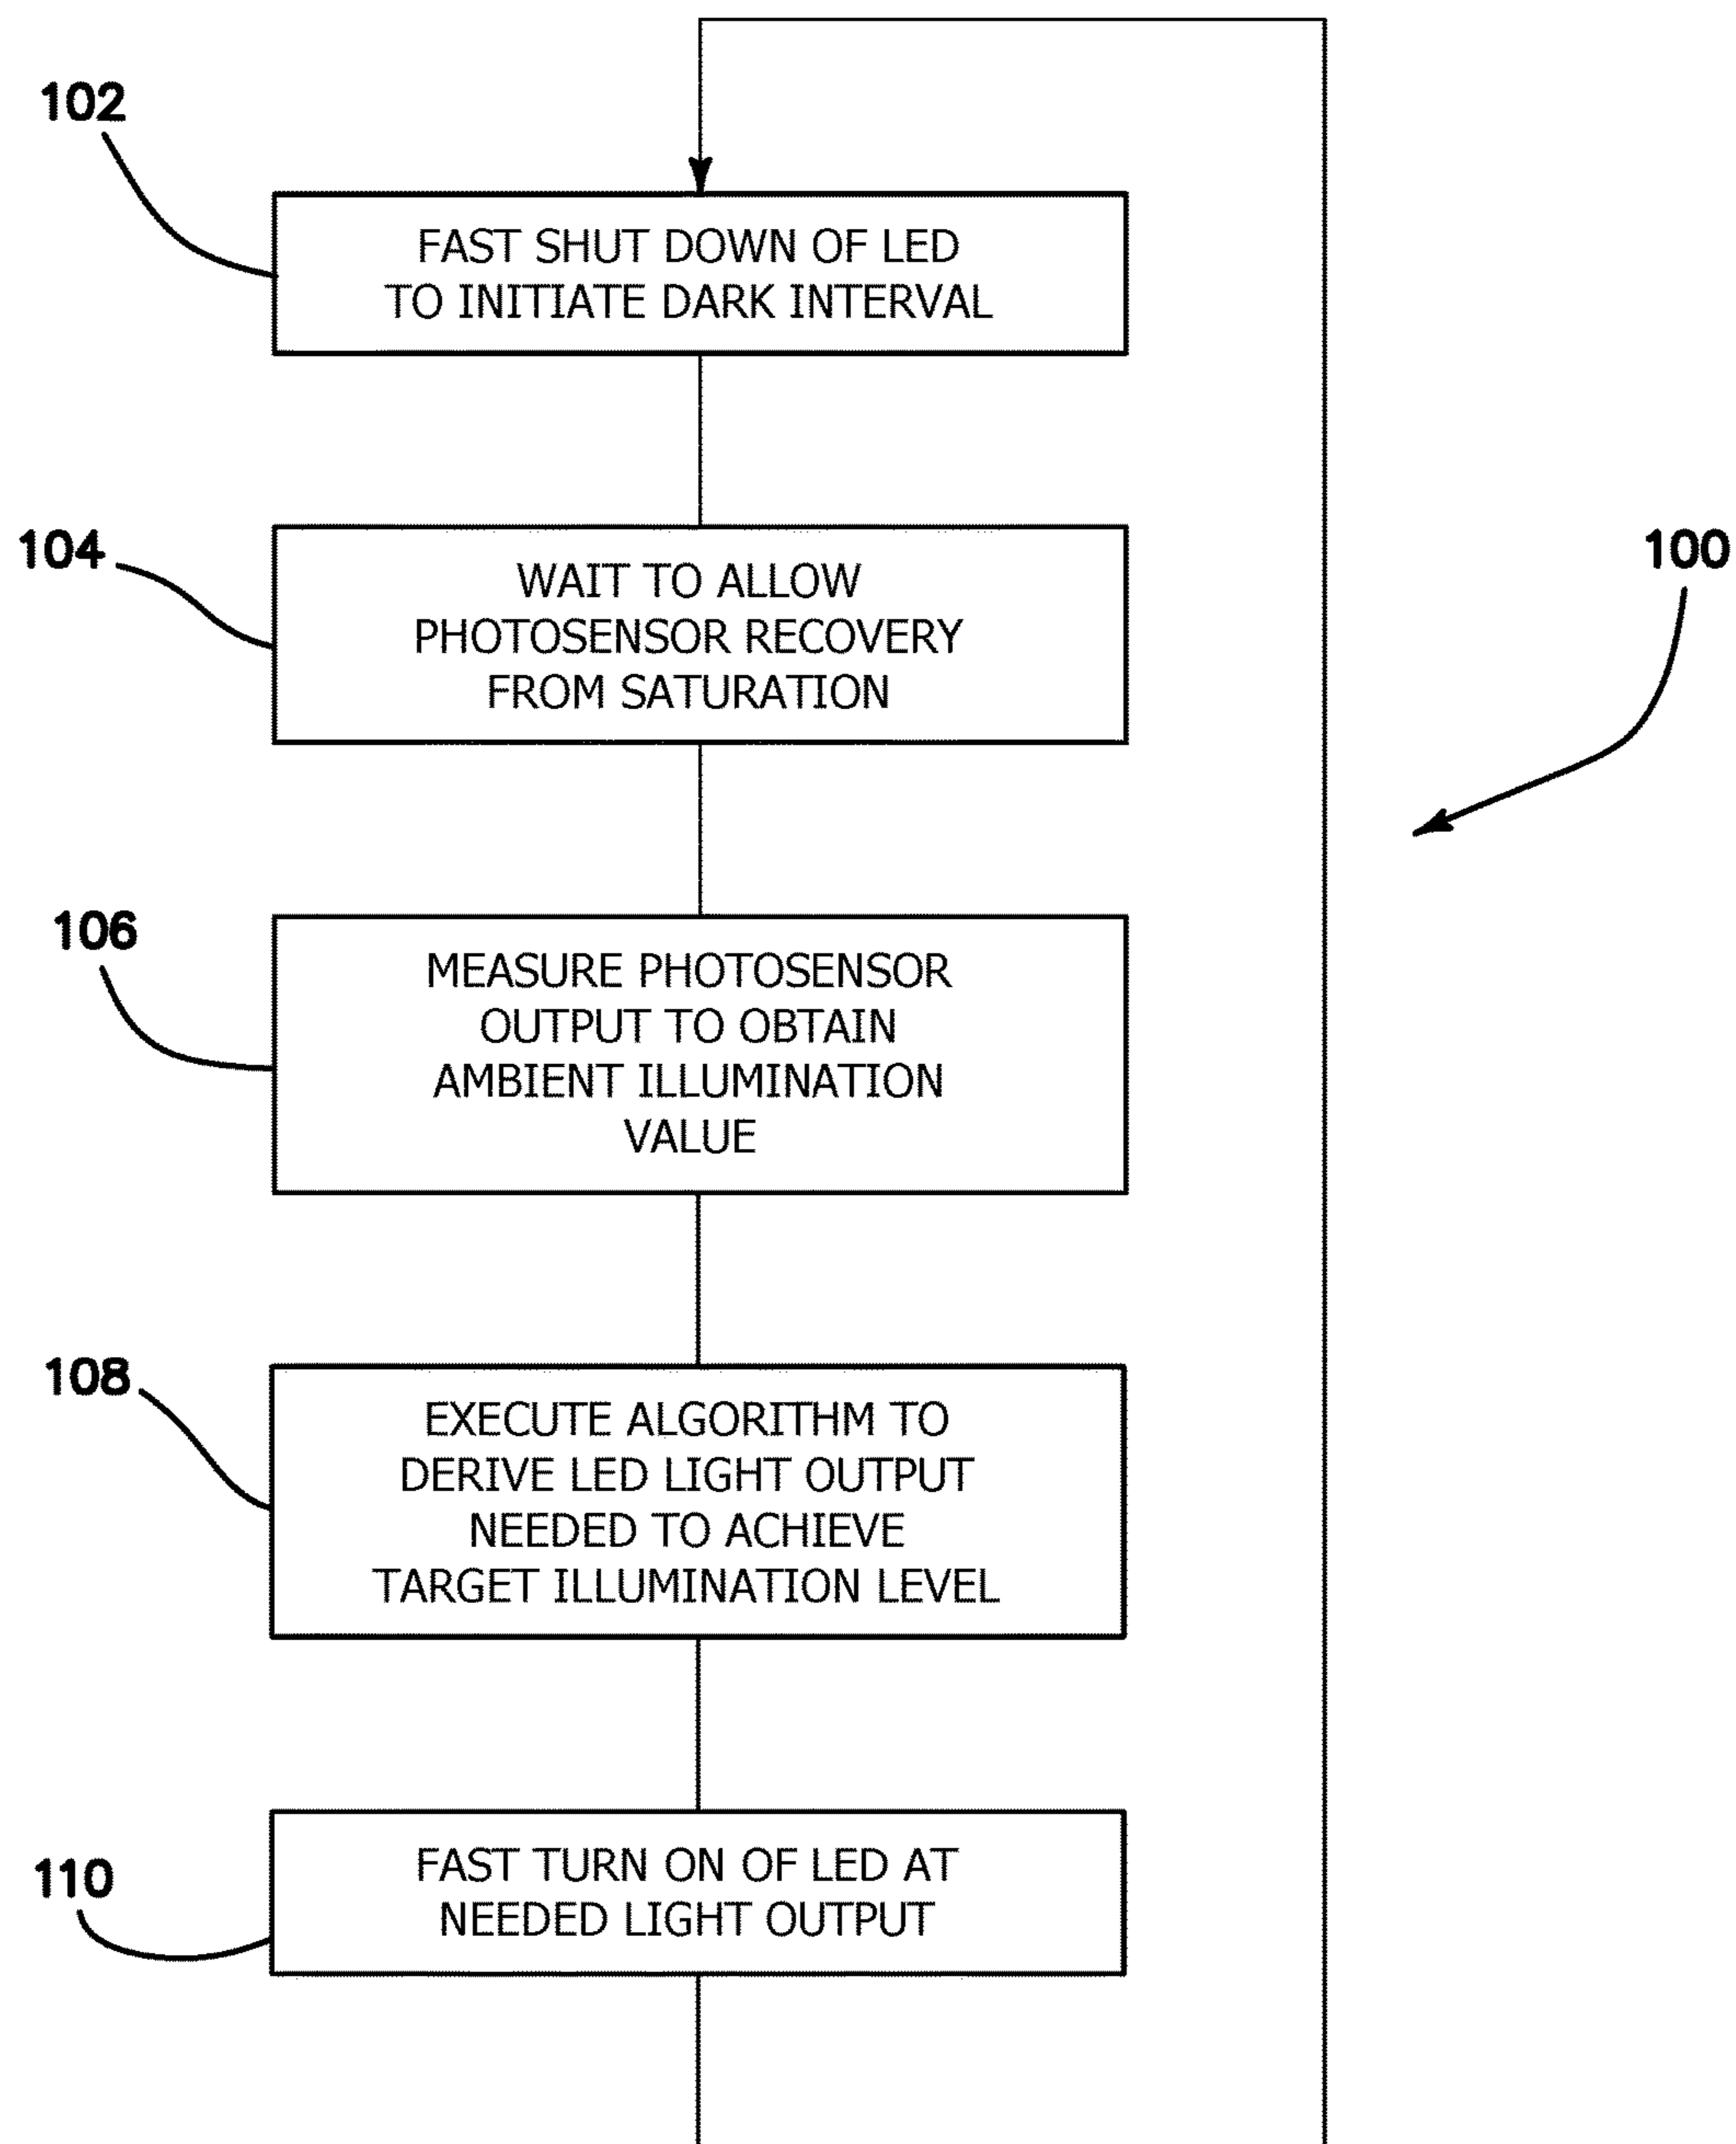 102
FAST SHUT DOWN OF LED
TO INITIATE DARK INTERVAL
104
WAIT TO ALLOW
PHOTOSENSOR RECOVERY
FROM SATURATION
100
106
MEASURE PHOTOSENSOR
OUTPUT TO OBTAIN
AMBIENT ILLUMINATION
VALUE
108
EXECUTE ALGORITHM TO
DERIVE LED LIGHT OUTPUT
NEEDED TO ACHIEVE
TARGET ILLUMINATION LEVEL
110
FAST TURN ON OF LED AT
NEEDED LIGHT OUTPUT